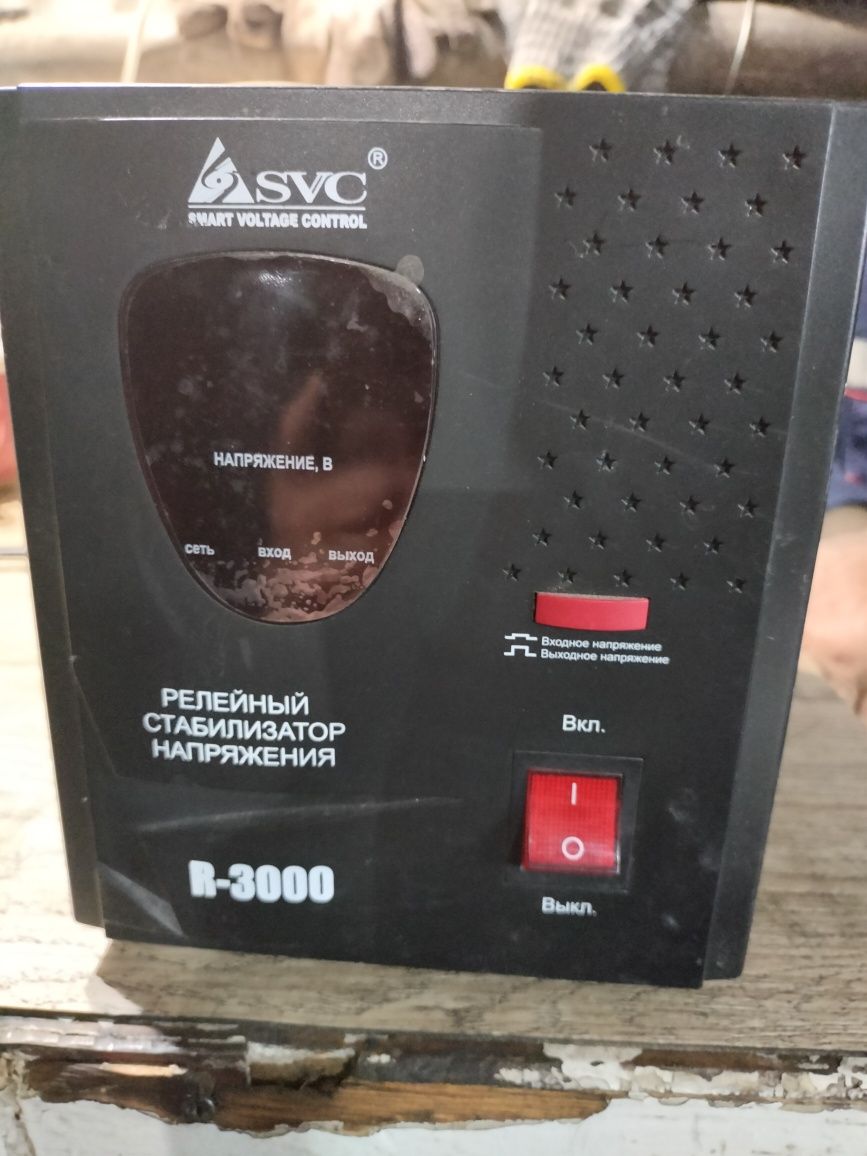 SVC ®
SMART VOLTAGE CONTROL
НАПРЯЖЕНИЕ, В
сеть вход выход
Входное напряжение
Выходное напряжение
РЕЛЕЙНЫЙ
СТАБИЛИЗАТОР
НАПРЯЖЕНИЯ
Вкл.
I
O
R-3000
Выкл.